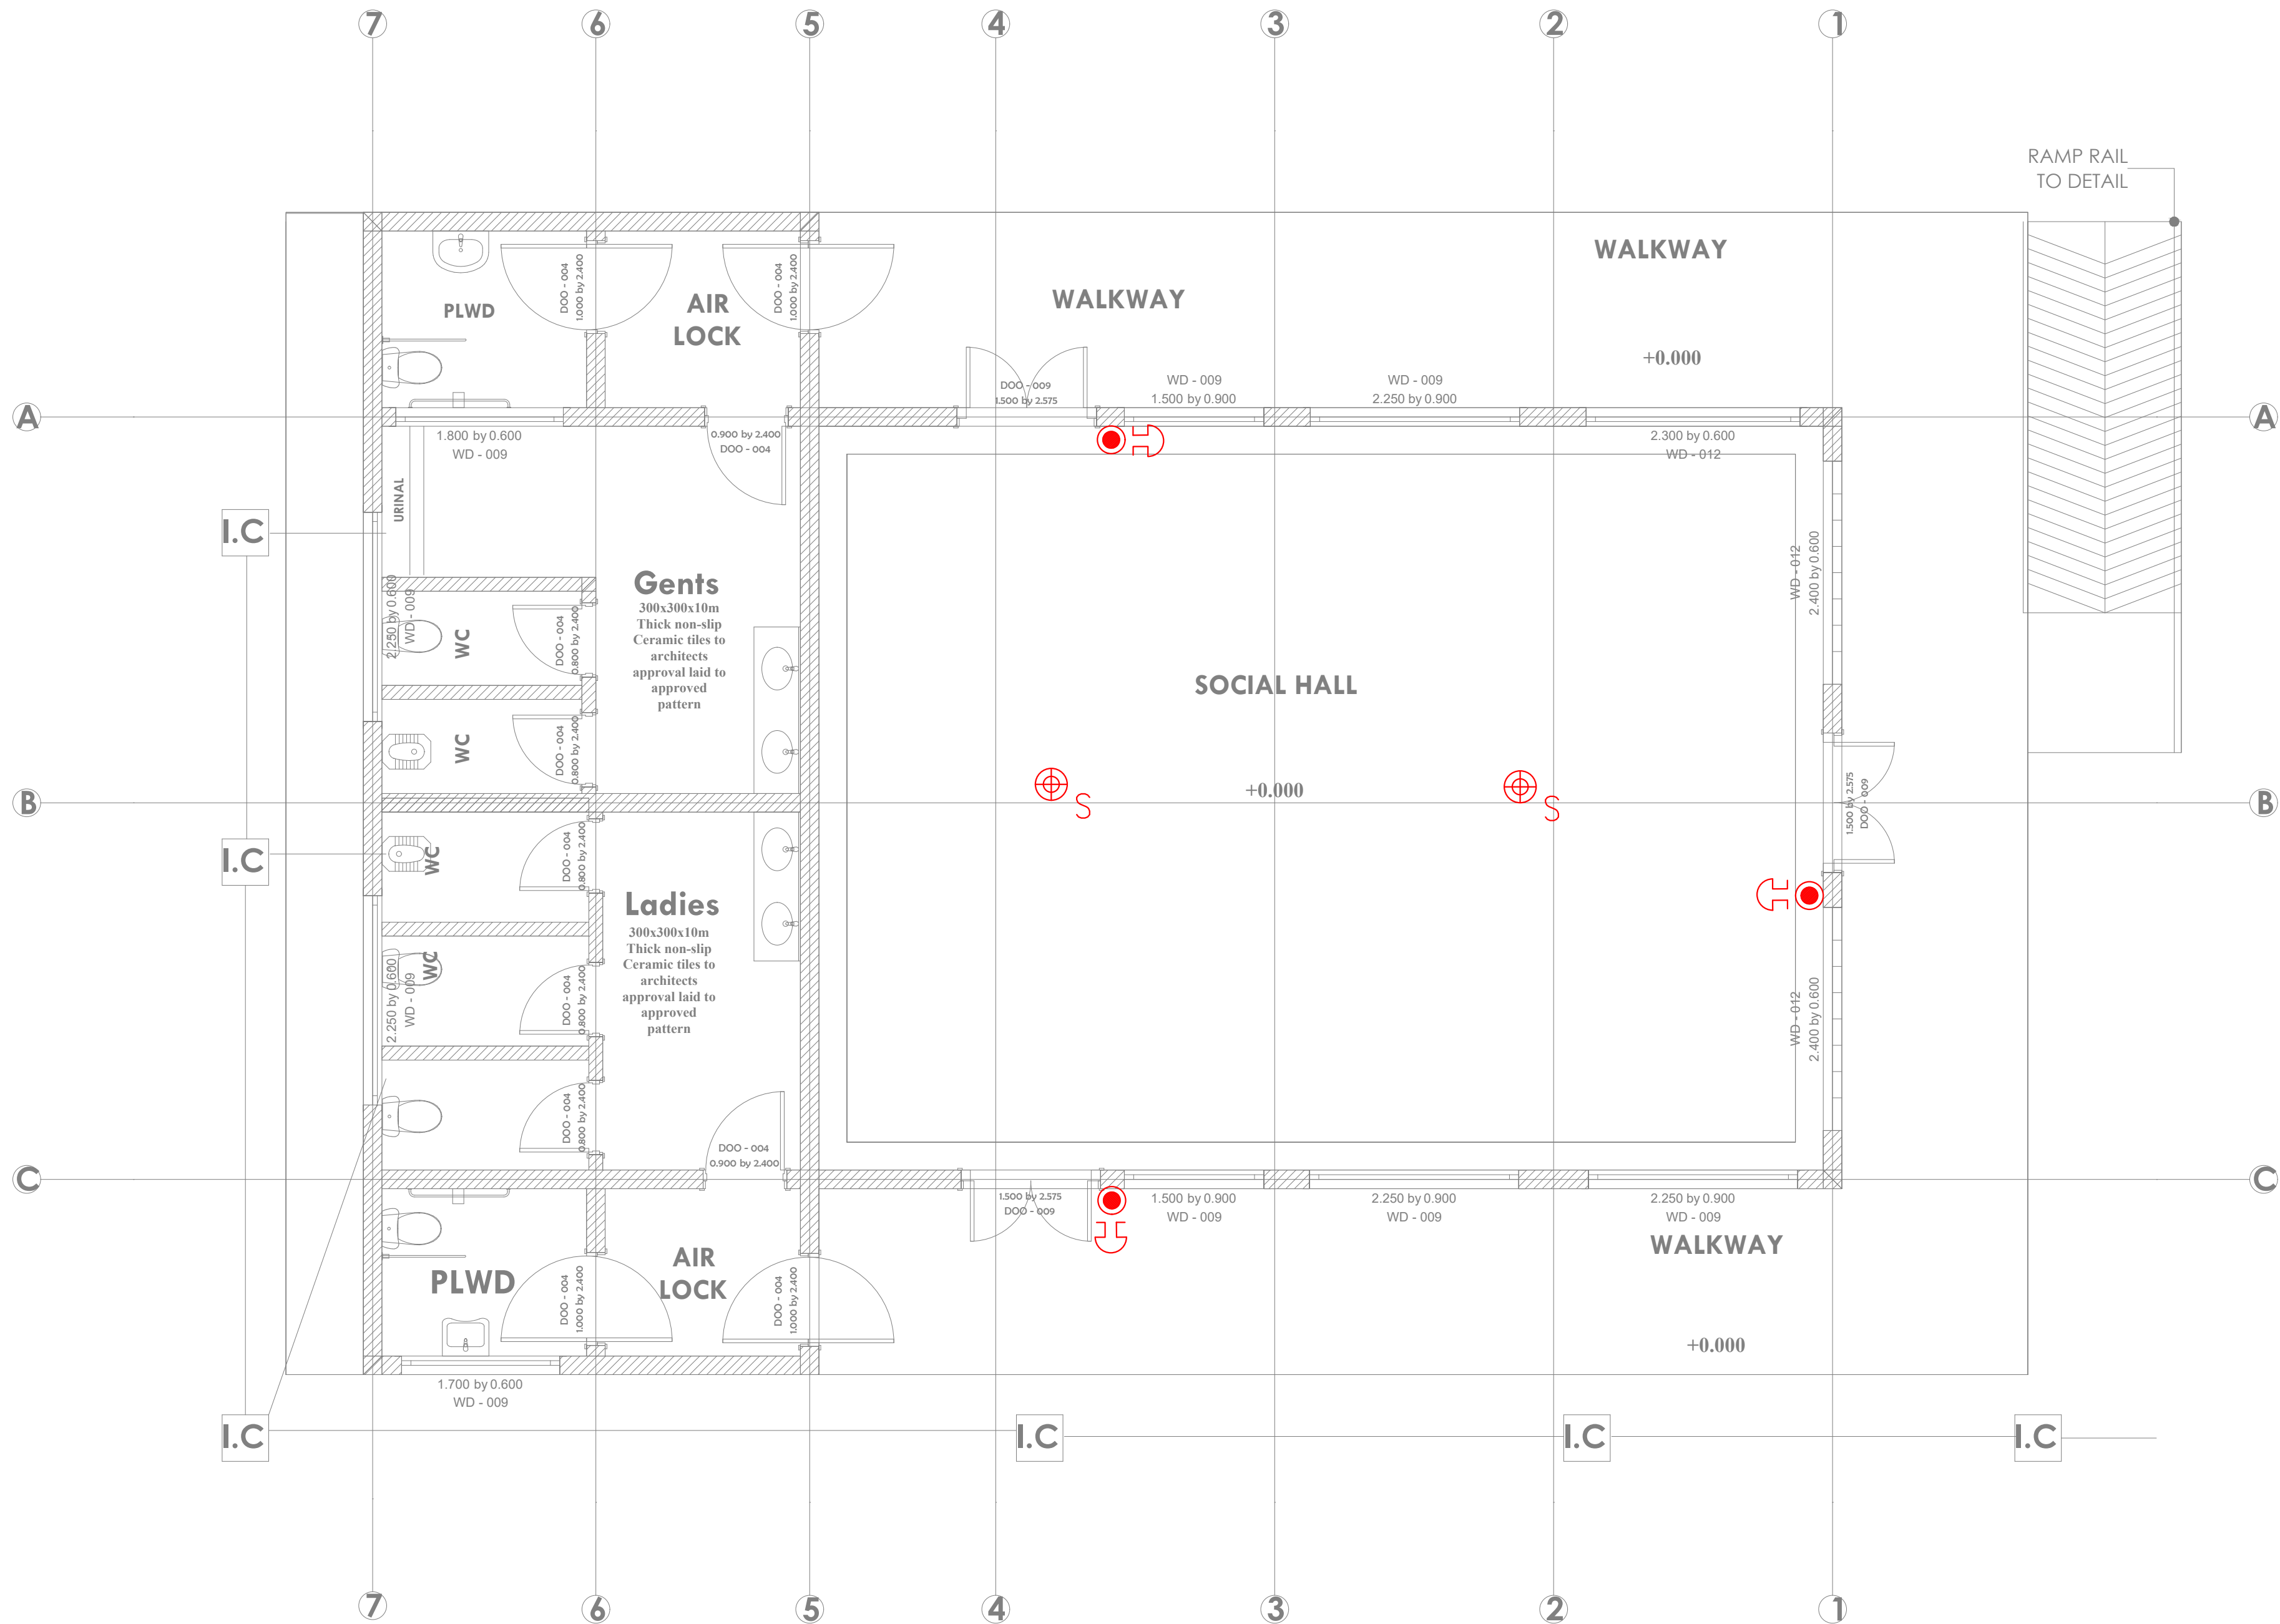 7 6 5 4 3 2 1
RAMP RAIL
TO DETAIL
WALKWAY
WALKWAY
+0.000
PLWD
DOO - 004
1.000 by 2.400
AIR
LOCK
DOO - 004
1.000 by 2.400
DOO - 009
1.500 by 2.575
WD - 009
1.500 by 0.900
WD - 009
2.250 by 0.900
A
A
1.800 by 0.600
WD - 009
0.900 by 2.400
DOO - 004
2.300 by 0.600
WD - 012
URINAL
I.C
2.250 by 0.600
WD - 009
WC
DOO - 004
0.800 by 2.400
Gents
300x300x10m
Thick non-slip
Ceramic tiles to
architects
approval laid to
approved
pattern
WD - 012
2.400 by 0.600
SOCIAL HALL
WC
DOO - 004
0.800 by 2.400
S
+0.000
S
1.500 by 2.575
DOO - 009
B
B
I.C
WC
DOO - 004
0.800 by 2.400
Ladies
300x300x10m
Thick non-slip
Ceramic tiles to
architects
approval laid to
approved
pattern
2.250 by 0.600
WD - 009
WC
DOO - 004
0.800 by 2.400
WD - 012
2.400 by 0.600
DOO - 004
0.800 by 2.400
DOO - 004
0.900 by 2.400
C
C
1.500 by 2.575
DOO - 009
1.500 by 0.900
WD - 009
2.250 by 0.900
WD - 009
2.250 by 0.900
WD - 009
WALKWAY
PLWD
DOO - 004
1.000 by 2.400
AIR
LOCK
DOO - 004
1.000 by 2.400
+0.000
1.700 by 0.600
WD - 009
I.C
I.C
I.C
I.C
7 6 5 4 3 2 1